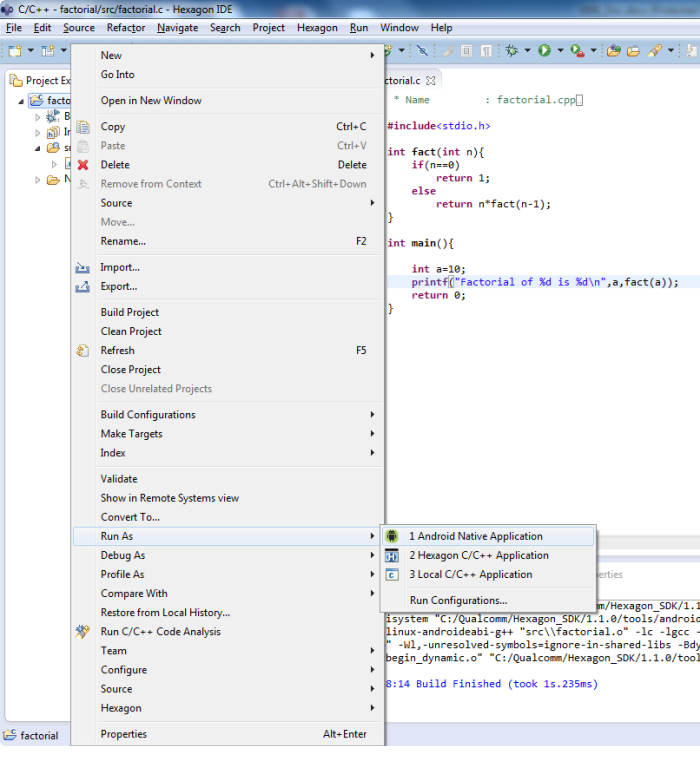 C/C++ - factorial/src/factorial.c - Hexagon IDE
File Edit Source Refactor Navigate Search Project Hexagon Run Window Help
Project Ex
facto
B
In
s
N
New
Go Into
Open in New Window
Copy Ctrl+C
Paste Ctrl+V
Delete Delete
Remove from Context Ctrl+Alt+Shift+Down
Source
Move...
Rename... F2
Import...
Export...
Build Project
Clean Project
Refresh F5
Close Project
Close Unrelated Projects
Build Configurations
Make Targets
Index
Validate
Show in Remote Systems view
Convert To...
Run As
Debug As
Profile As
Compare With
Restore from Local History...
Run C/C++ Code Analysis
Team
Configure
Source
Hexagon
Properties Alt+Enter
1 Android Native Application
2 Hexagon C/C++ Application
3 Local C/C++ Application
Run Configurations...
ctorial.c
* Name : factorial.cpp
#include<stdio.h>
int fact(int n){
if(n==0)
return 1;
else
return n*fact(n-1);
}
int main(){
int a=10;
printf("Factorial of %d is %d\n",a,fact(a));
return 0;
}
erties
m/Hexagon_SDK/1.1
isystem "C:/Qualcomm/Hexagon_SDK/1.1.0/tools/android
linux-androideabi-g++ "src\\factorial.o" -lc -lgcc -
" -Wl,-unresolved-symbols=ignore-in-shared-libs -Bdy
begin_dynamic.o" "C:/Qualcomm/Hexagon_SDK/1.1.0/tool
8:14 Build Finished (took 1s.235ms)
factorial